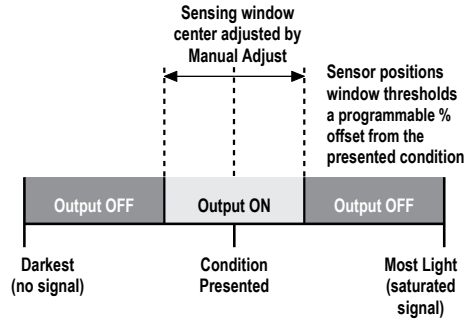 Sensing window
center adjusted by
Manual Adjust
Sensor positions
window thresholds
a programmable %
offset from the
presented condition
Output OFF
Output ON
Output OFF
Darkest
(no signal)
Condition
Presented
Most Light
(saturated
signal)